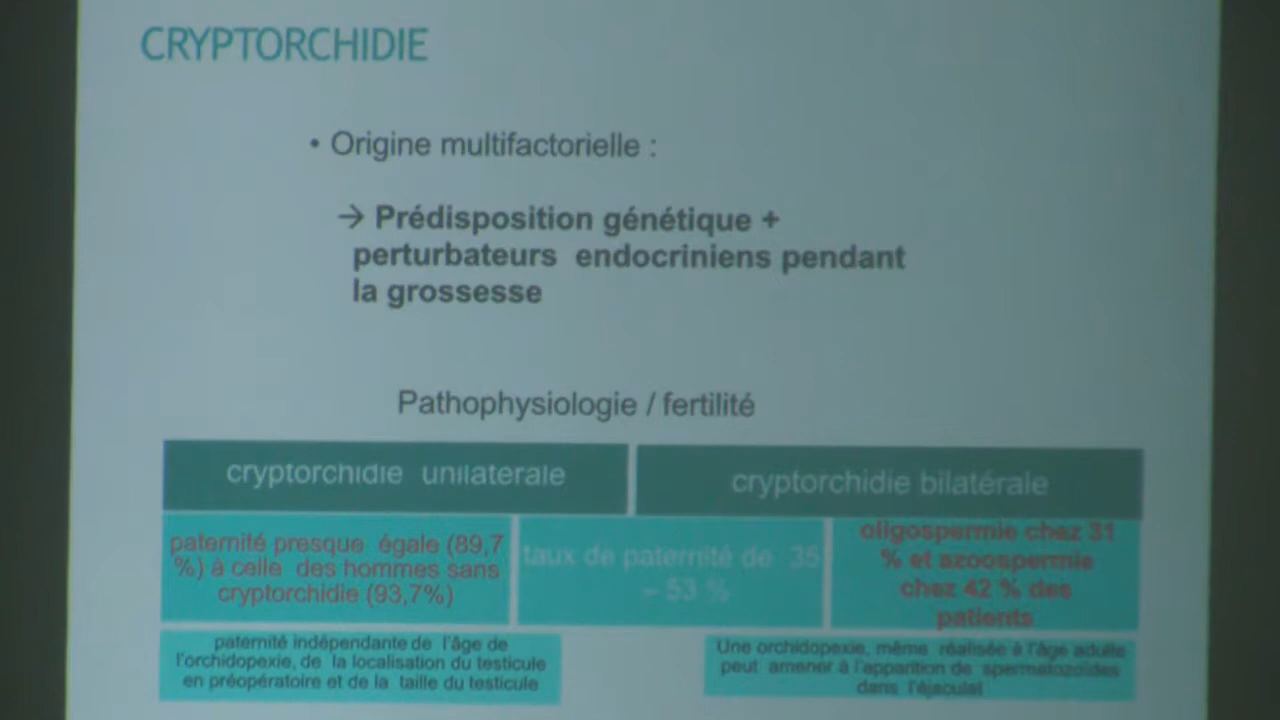 CRYPTORCHIDIE
• Origine multifactorielle :
→ Prédisposition génétique +
perturbateurs endocriniens pendant
la grossesse
Pathophysiologie / fertilité
cryptorchidie unilaterale
cryptorchidie bilatérale
paternité presque égale (89,7
%) à celle des hommes sans
cryptorchidie (93,7%)
taux de paternité de 35
– 53 %
oligospermie chez 31
% et azoospermie
chez 42 % des
patients
paternité indépendante de l'âge de
l'orchidopexie, de la localisation du testicule
en préopératoire et de la taille du testicule
Une orchidopexie, même réalisée à l'âge adulte
peut amener à l'apparition de spermatozoïdes
dans l'éjaculat